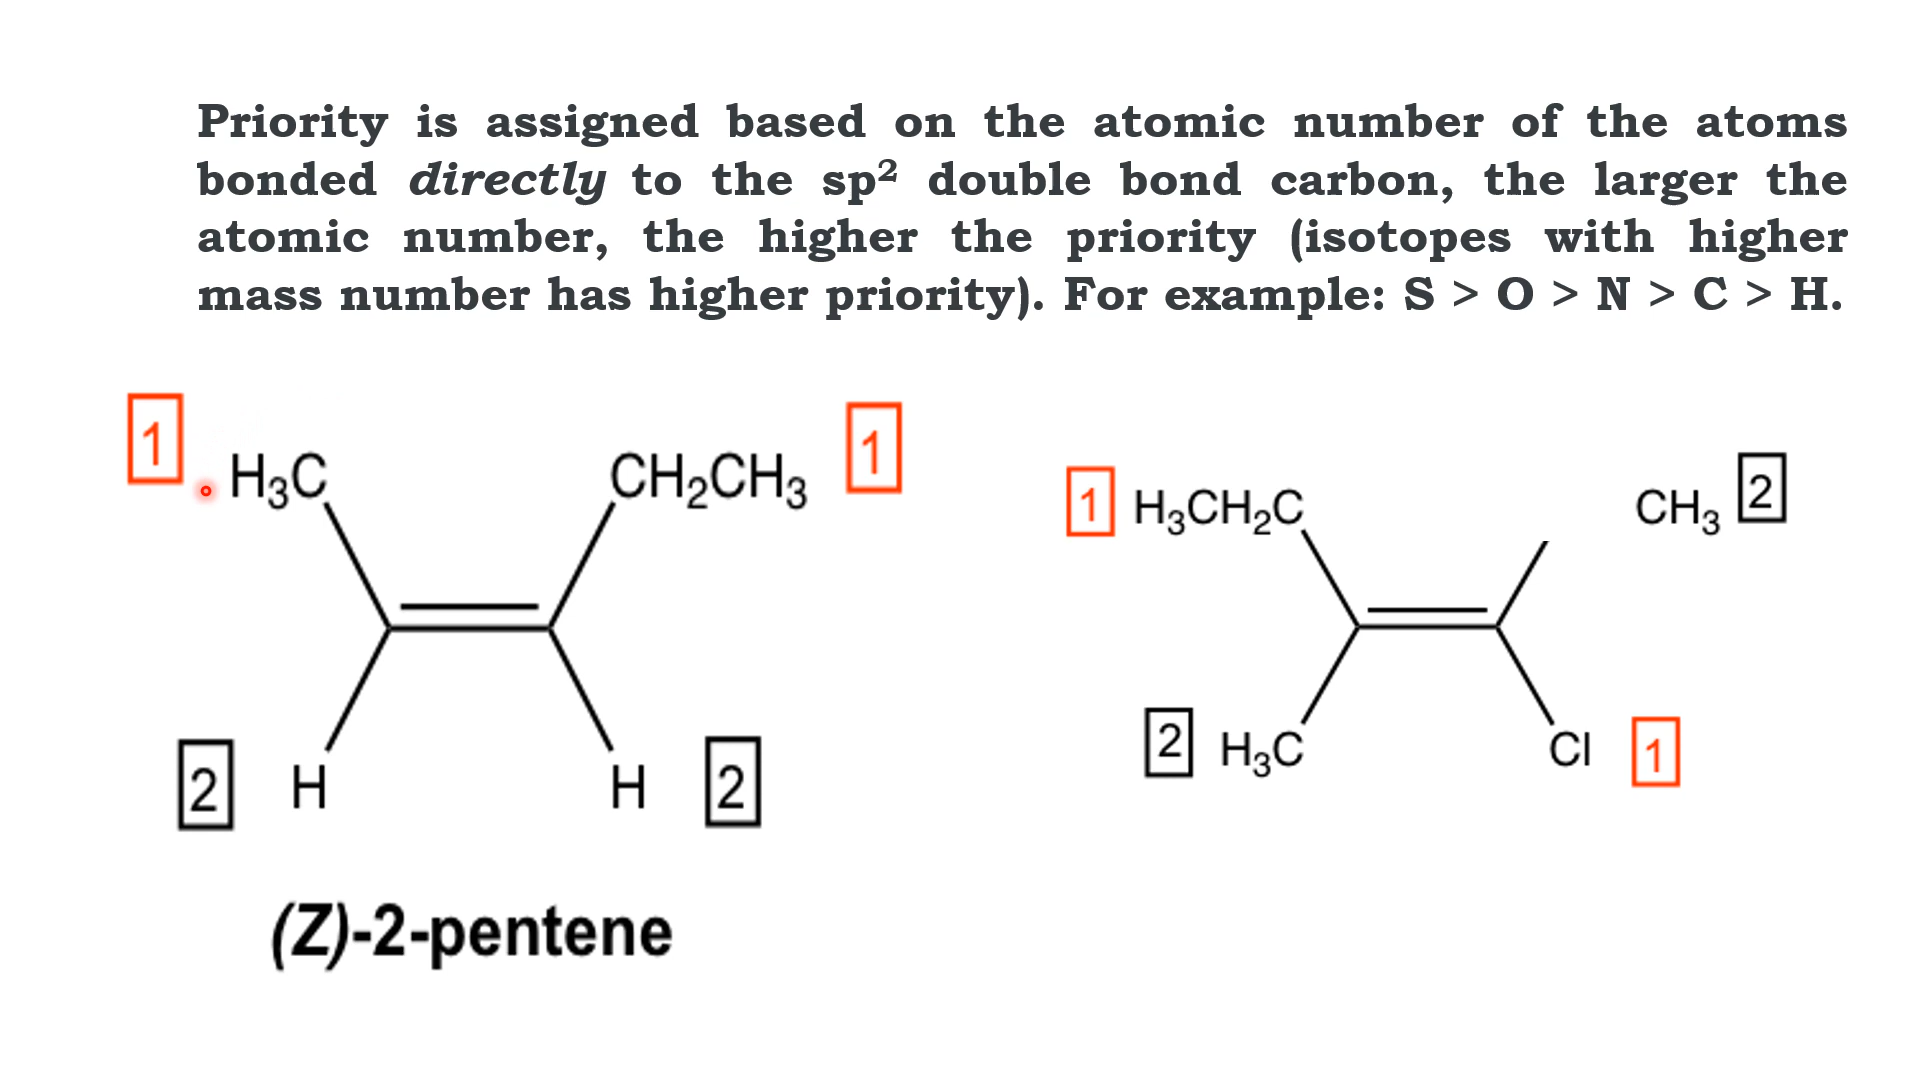 Priority is assigned based on the atomic number of the atoms
bonded directly to the sp² double bond carbon, the larger the
atomic number, the higher the priority (isotopes with higher
mass number has higher priority). For example: S > O > N > C > H.
1 H₃C CH₂CH₃ 1
2 H H 2
(Z)-2-pentene
1 H₃CH₂C CH₃ 2
2 H₃C Cl 1